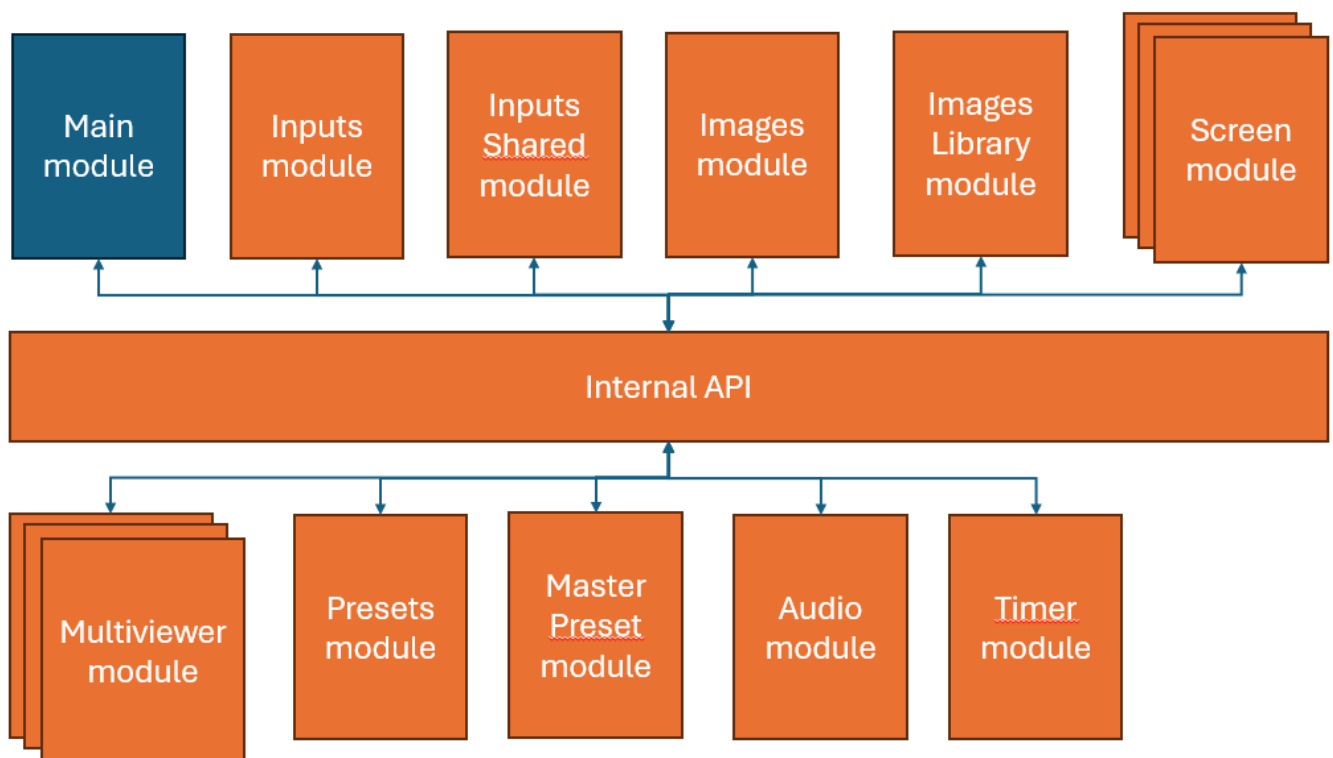 Main
module
Inputs
module
Inputs
Shared
module
Images
module
Images
Library
module
Screen
module
Internal API
Multiviewer
module
Presets
module
Master
Preset
module
Audio
module
Timer
module